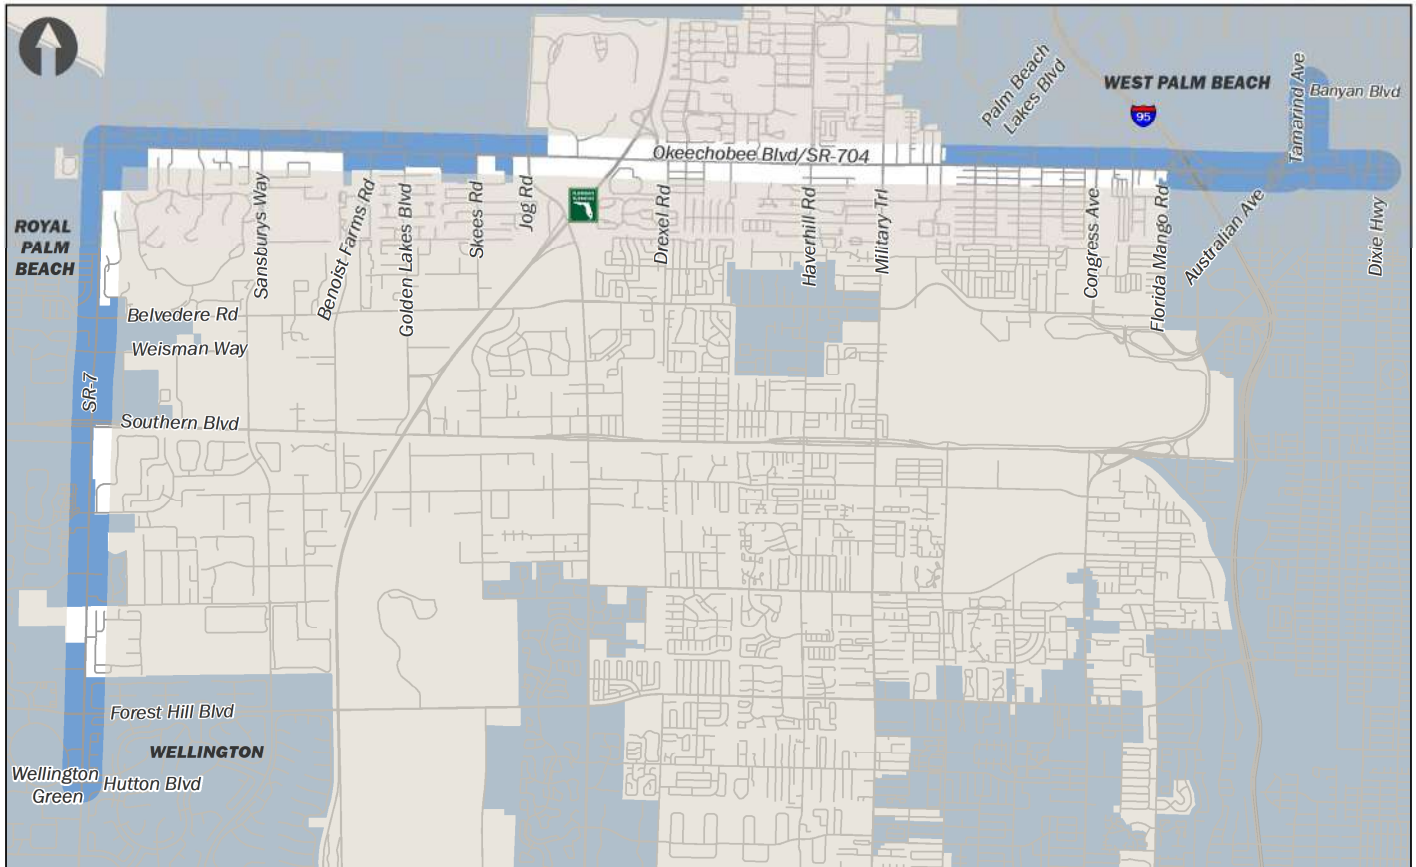 WEST PALM BEACH
95
Palm Beach
Lakes Blvd
Tamarind Ave
Banyan Blvd
Okeechobee Blvd/SR-704
ROYAL
PALM
BEACH
Sansburys Way
Benoist Farms Rd
Golden Lakes Blvd
Skees Rd
Jog Rd
Drexel Rd
Haverhill Rd
Military Trl
Congress Ave
Florida Mango Rd
Australian Ave
Dixie Hwy
Belvedere Rd
Weisman Way
SR-7
Southern Blvd
Forest Hill Blvd
WELLINGTON
Wellington
Green
Hutton Blvd